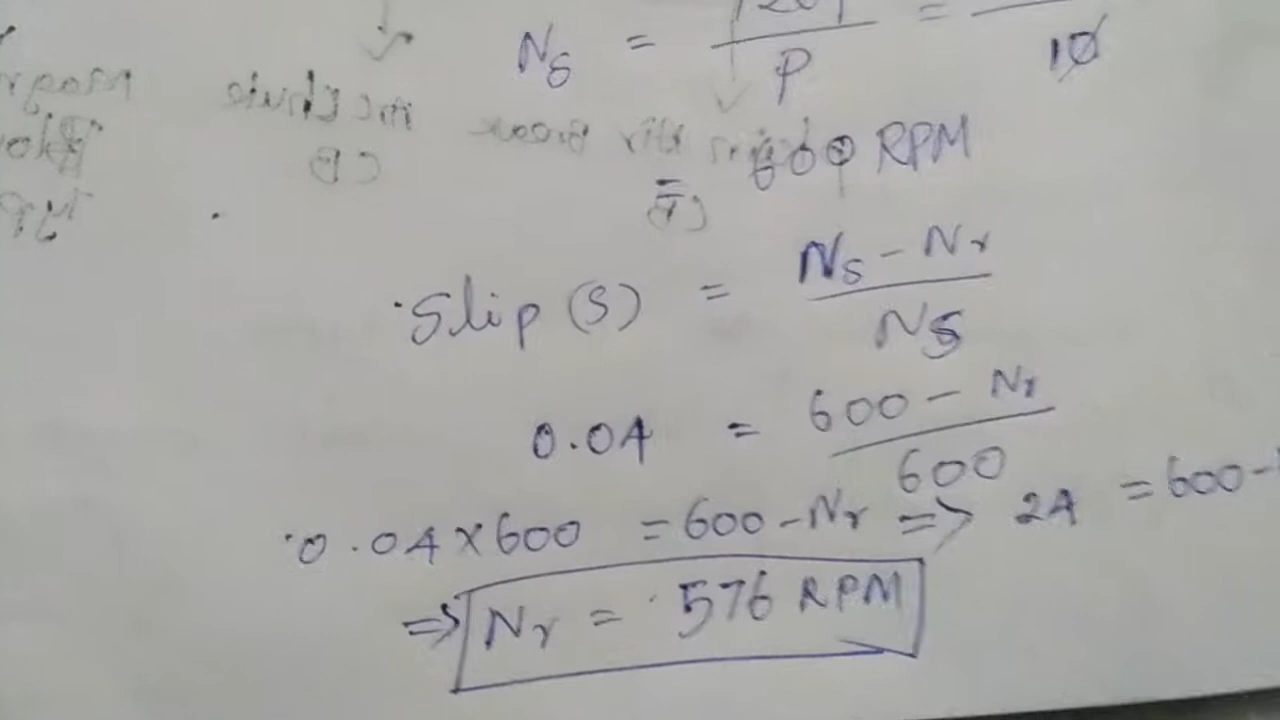 Ns = 120f / P = / 10
600 RPM
Slip (S) = Ns - Nr / Ns
0.04 = 600 - Nr / 600
0.04 × 600 = 600 - Nr ⇒ 24 = 600 -
⇒ Nr = 576 RPM